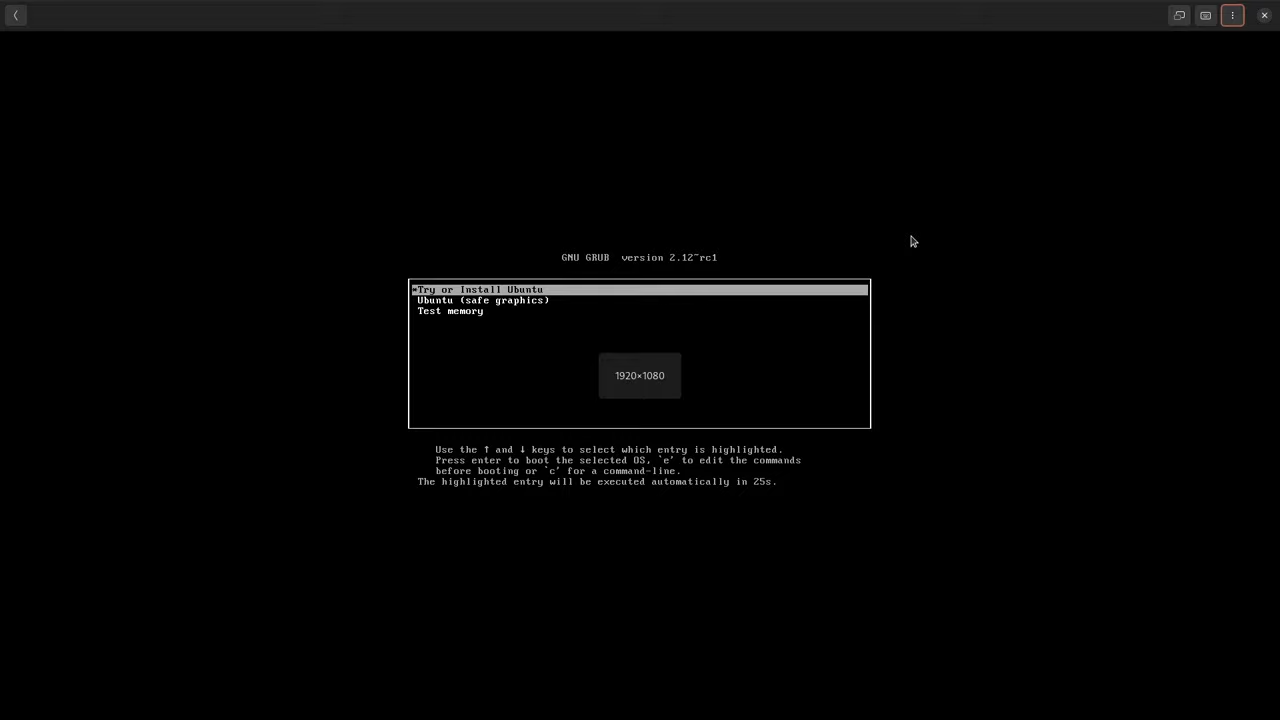 GNU GRUB  version 2.12~rc1
*Try or Install Ubuntu
Ubuntu (safe graphics)
Test memory
1920×1080
Use the ↑ and ↓ keys to select which entry is highlighted.
Press enter to boot the selected OS, `e' to edit the commands
before booting or `c' for a command-line.
The highlighted entry will be executed automatically in 25s.